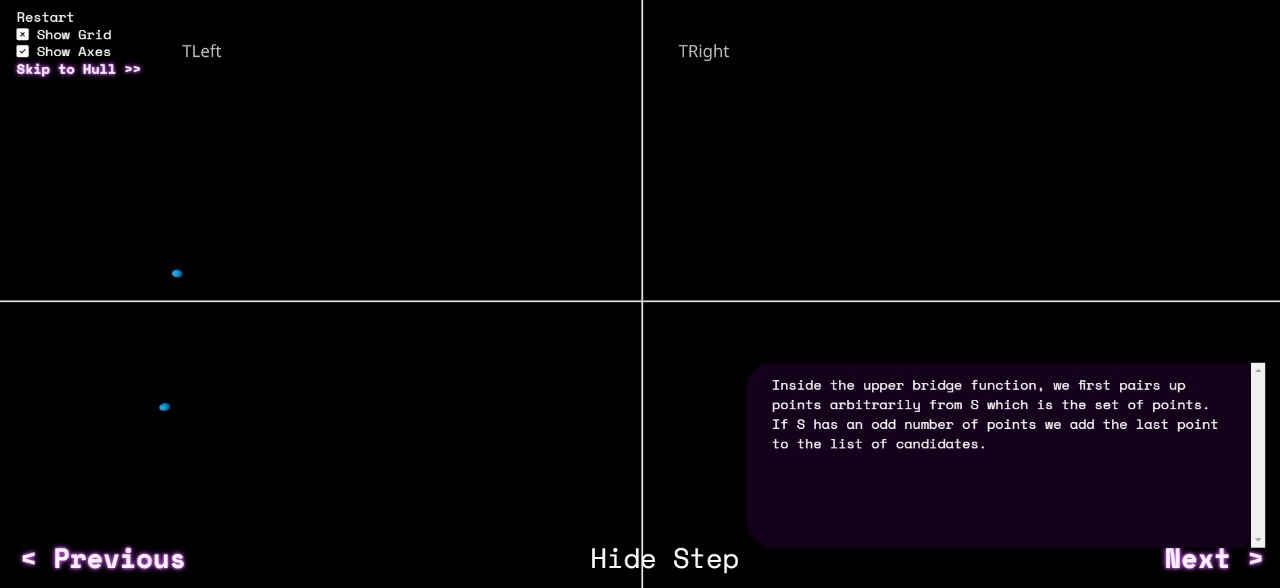 Restart
Show Grid
Show Axes
Skip to Hull >>
TLeft
TRight
Inside the upper bridge function, we first pairs up
points arbitrarily from S which is the set of points.
If S has an odd number of points we add the last point
to the list of candidates.
< Previous
Hide Step
Next >